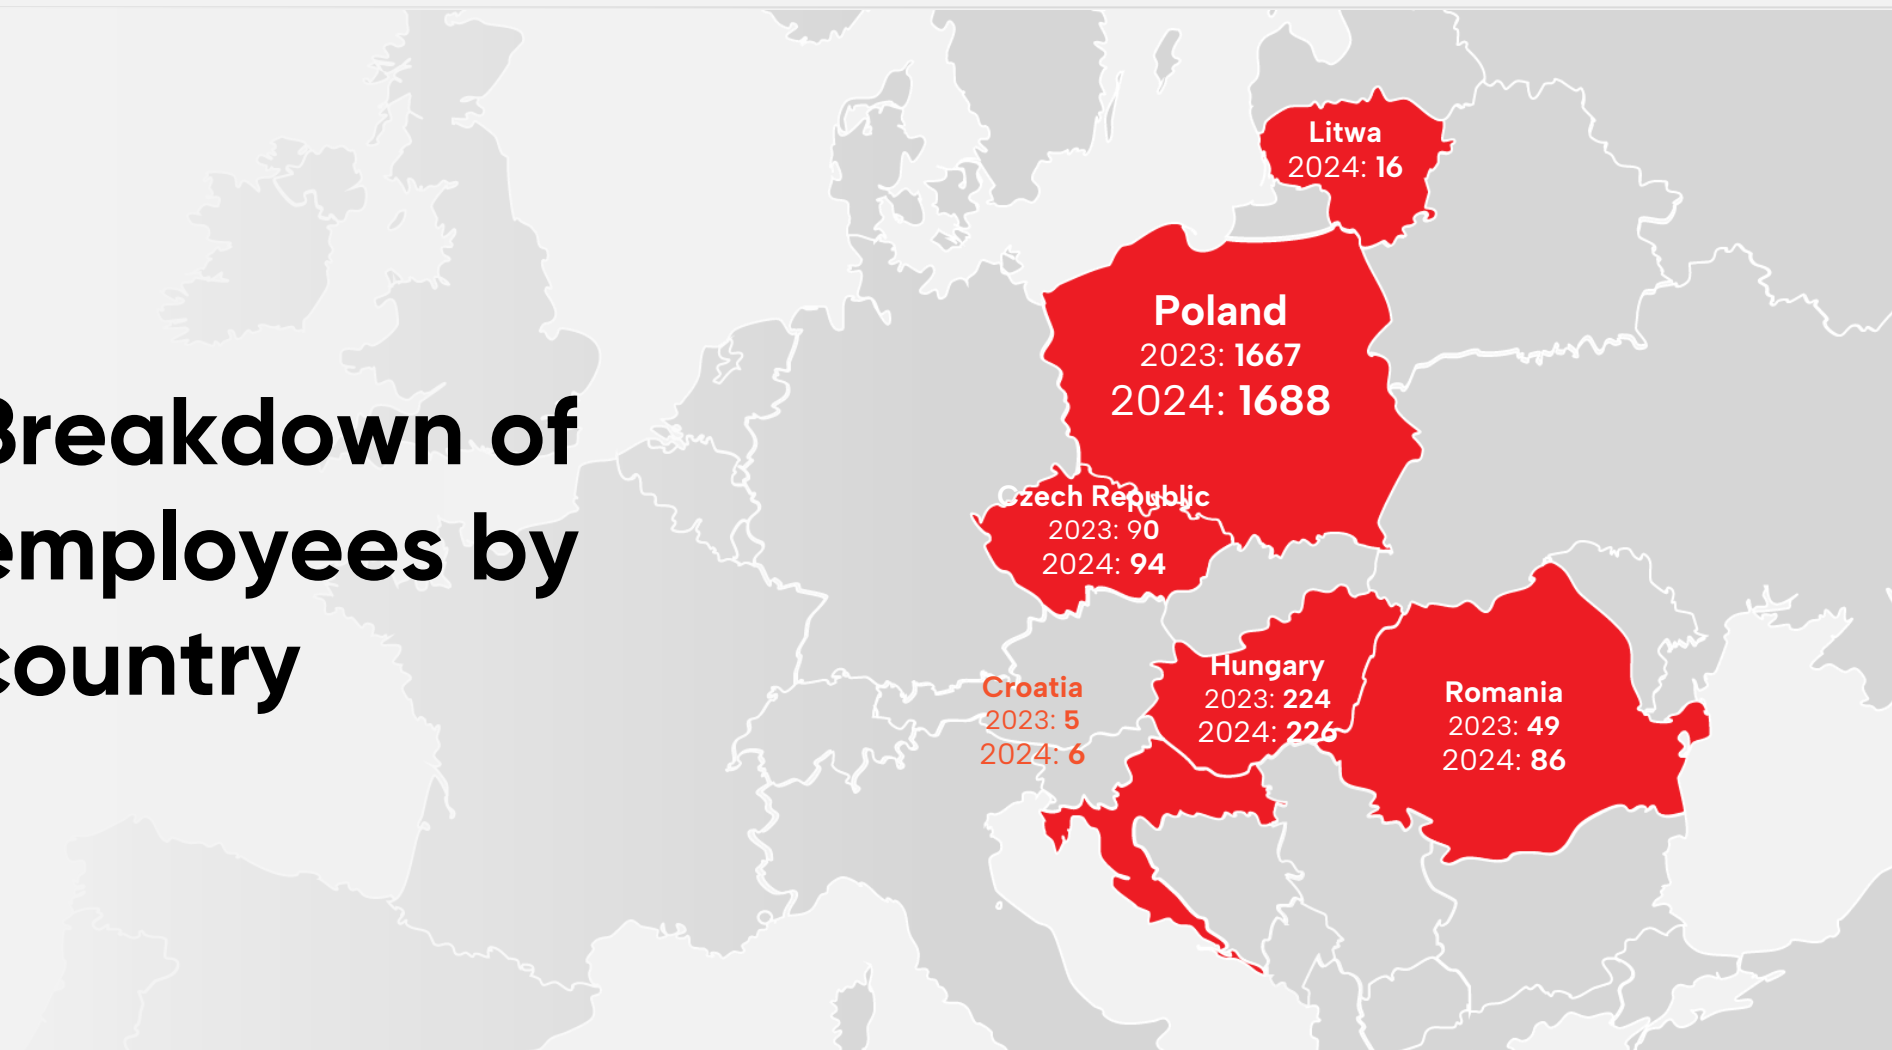 Breakdown of
employees by
country
Litwa
2024: 16
Poland
2023: 1667
2024: 1688
Czech Republic
2023: 90
2024: 94
Hungary
2023: 224
2024: 226
Croatia
2023: 5
2024: 6
Romania
2023: 49
2024: 86